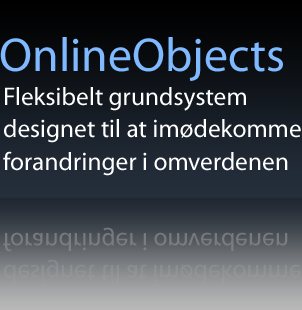 OnlineObjects
Fleksibelt grundsystem
designet til at imødekomme
forandringer i omverdenen